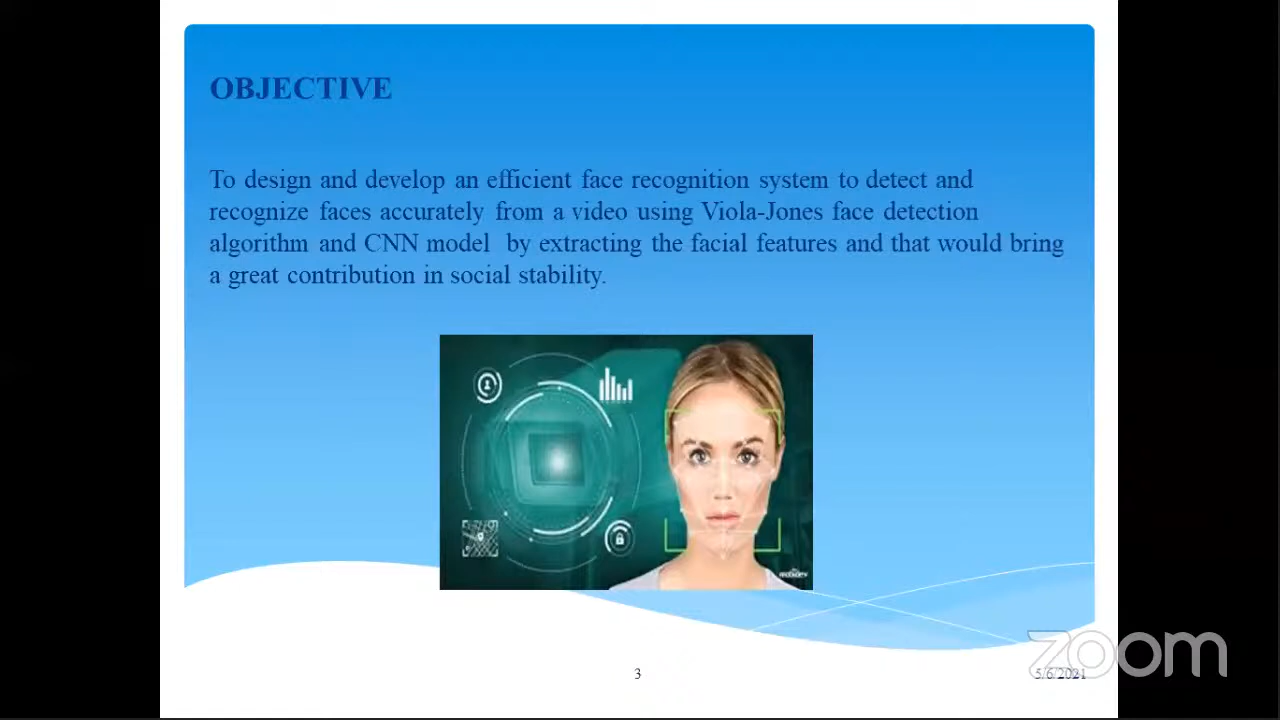 OBJECTIVE
To design and develop an efficient face recognition system to detect and
recognize faces accurately from a video using Viola-Jones face detection
algorithm and CNN model by extracting the facial features and that would bring
a great contribution in social stability.
3
5/6/2021
zoom